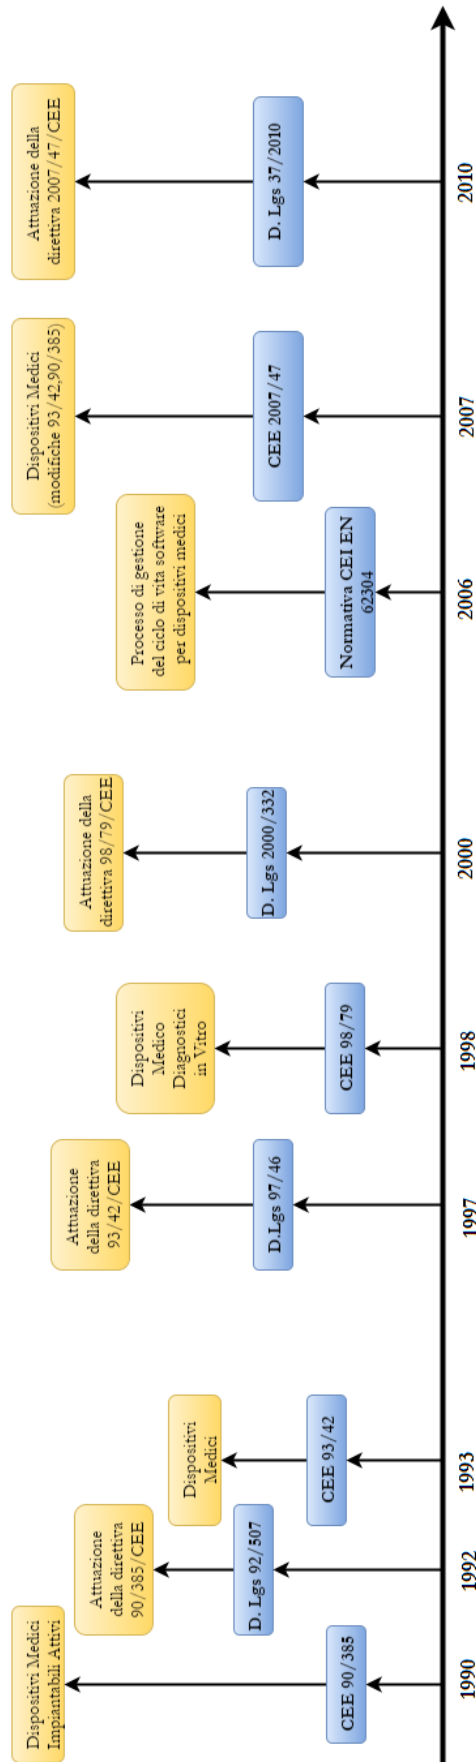 Dispositivi Medici
Impiantabili Attivi
CEE 90/385
1990
Attuazione
della direttiva
90/385/CEE
D. Lgs 92/507
1992
Dispositivi
Medici
CEE 93/42
1993
Attuazione
della direttiva
93/42/CEE
D.Lgs 97/46
1997
Dispositivi
Medico
Diagnostici
in Vitro
CEE 98/79
1998
Attuazione della
direttiva 98/79/CEE
D. Lgs 2000/332
2000
Processo di gestione
del ciclo di vita software
per dispositivi medici
Normativa CEI EN
62304
2006
Dispositivi Medici
(modifiche 93/42,90/385)
CEE 2007/47
2007
Attuazione della
direttiva 2007/47/CEE
D. Lgs 37/2010
2010